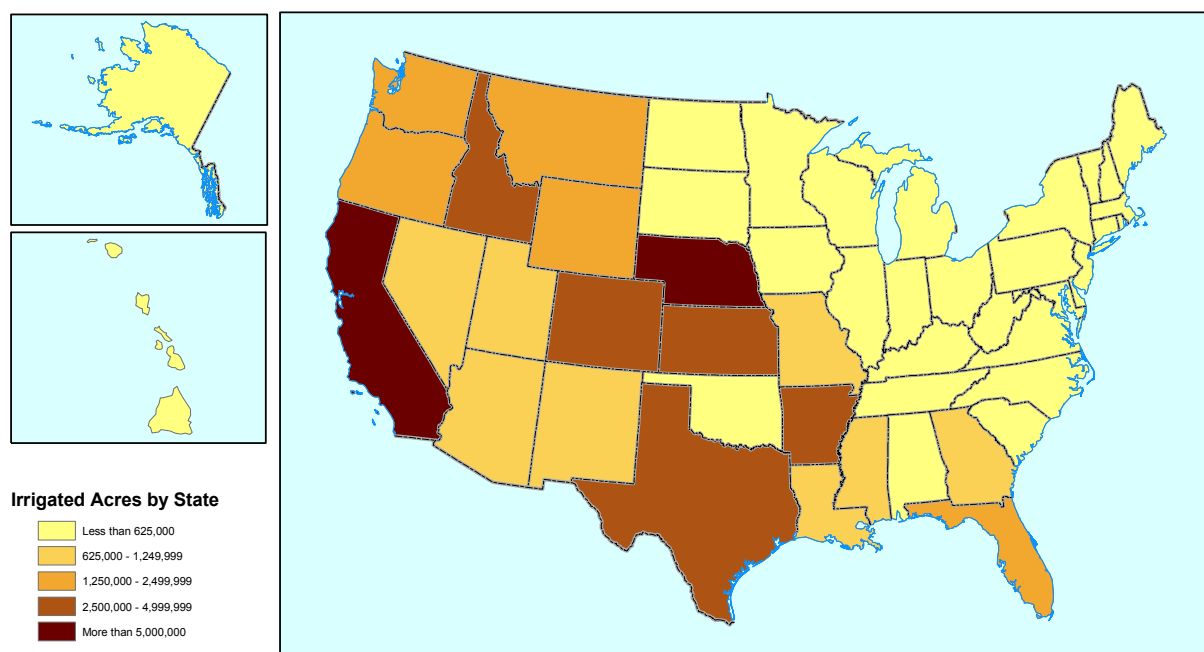 Irrigated Acres by State
Less than 625,000
625,000 - 1,249,999
1,250,000 - 2,499,999
2,500,000 - 4,999,999
More than 5,000,000